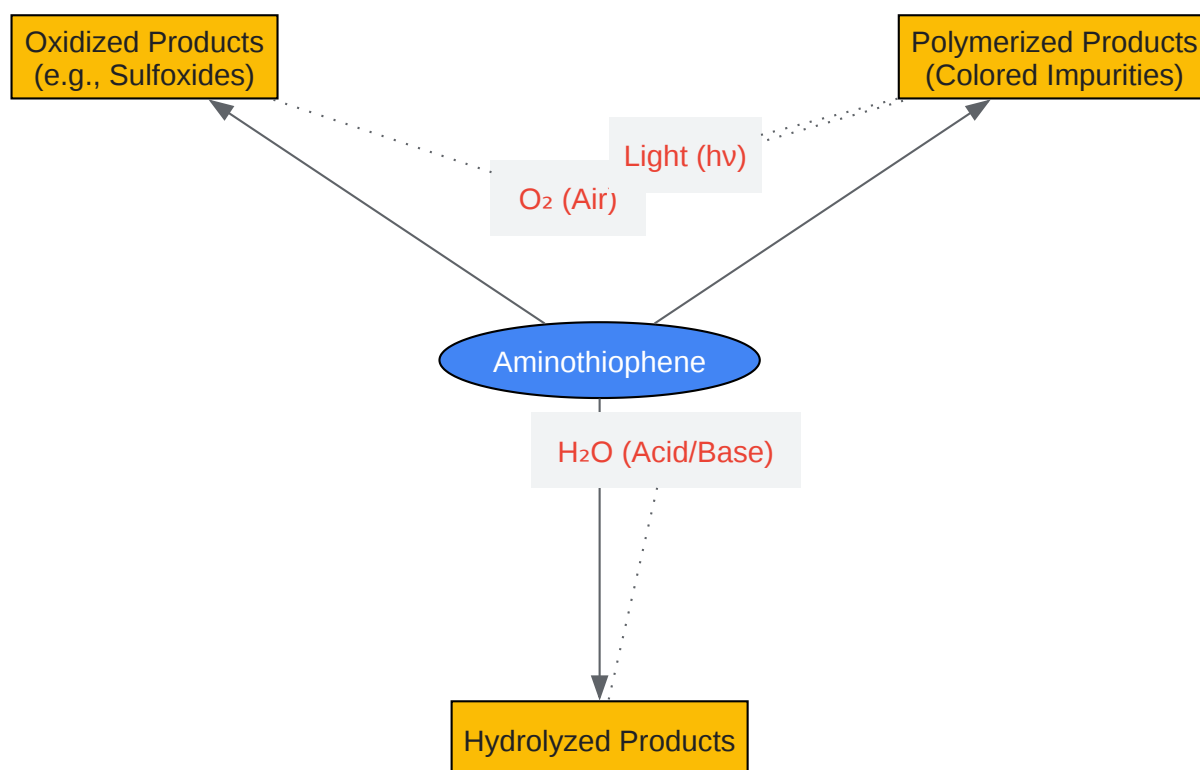 Oxidized Products
(e.g., Sulfoxides)
Polymerized Products
(Colored Impurities)
Light (hν)
O₂ (Air)
Aminothiophene
H₂O (Acid/Base)
Hydrolyzed Products